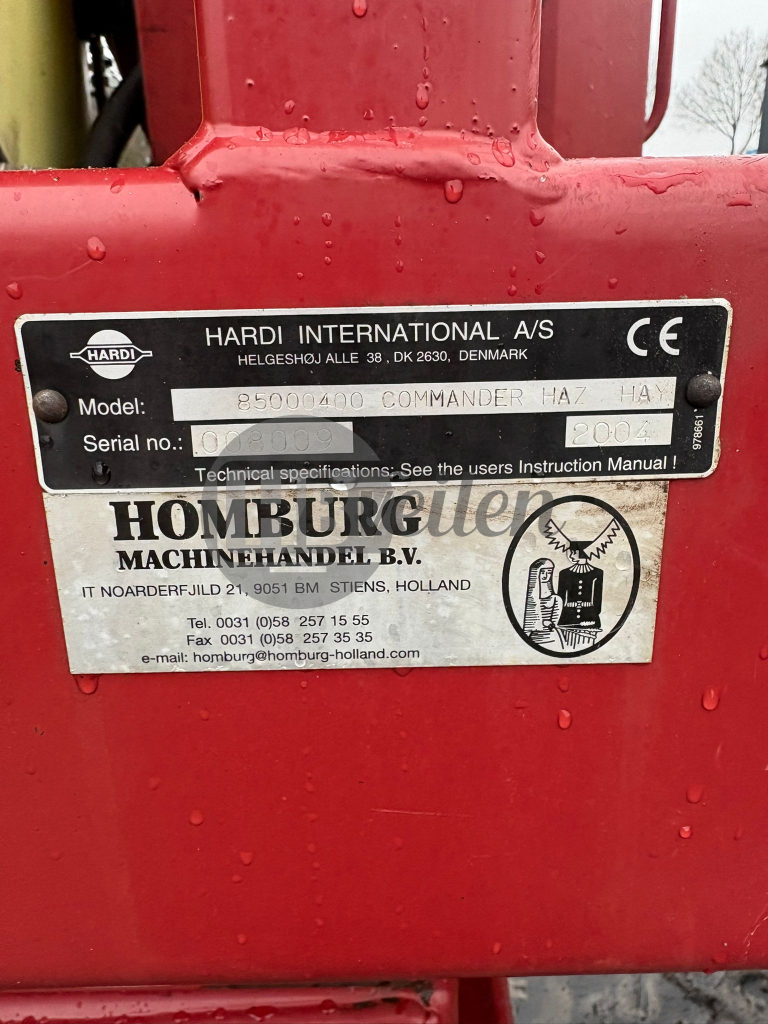 HARDI
HARDI INTERNATIONAL A/S
HELGESHØJ ALLE 38, DK 2630, DENMARK
CE
Model: 85000400 COMMANDER HAZ HAY
Serial no.: 008009 2004
978661
Technical specifications: See the users Instruction Manual !
HOMBURG
MACHINEHANDEL B.V.
IT NOARDERFJILD 21, 9051 BM STIENS, HOLLAND
Tel. 0031 (0)58 257 15 55
Fax 0031 (0)58 257 35 35
e-mail: homburg@homburg-holland.com